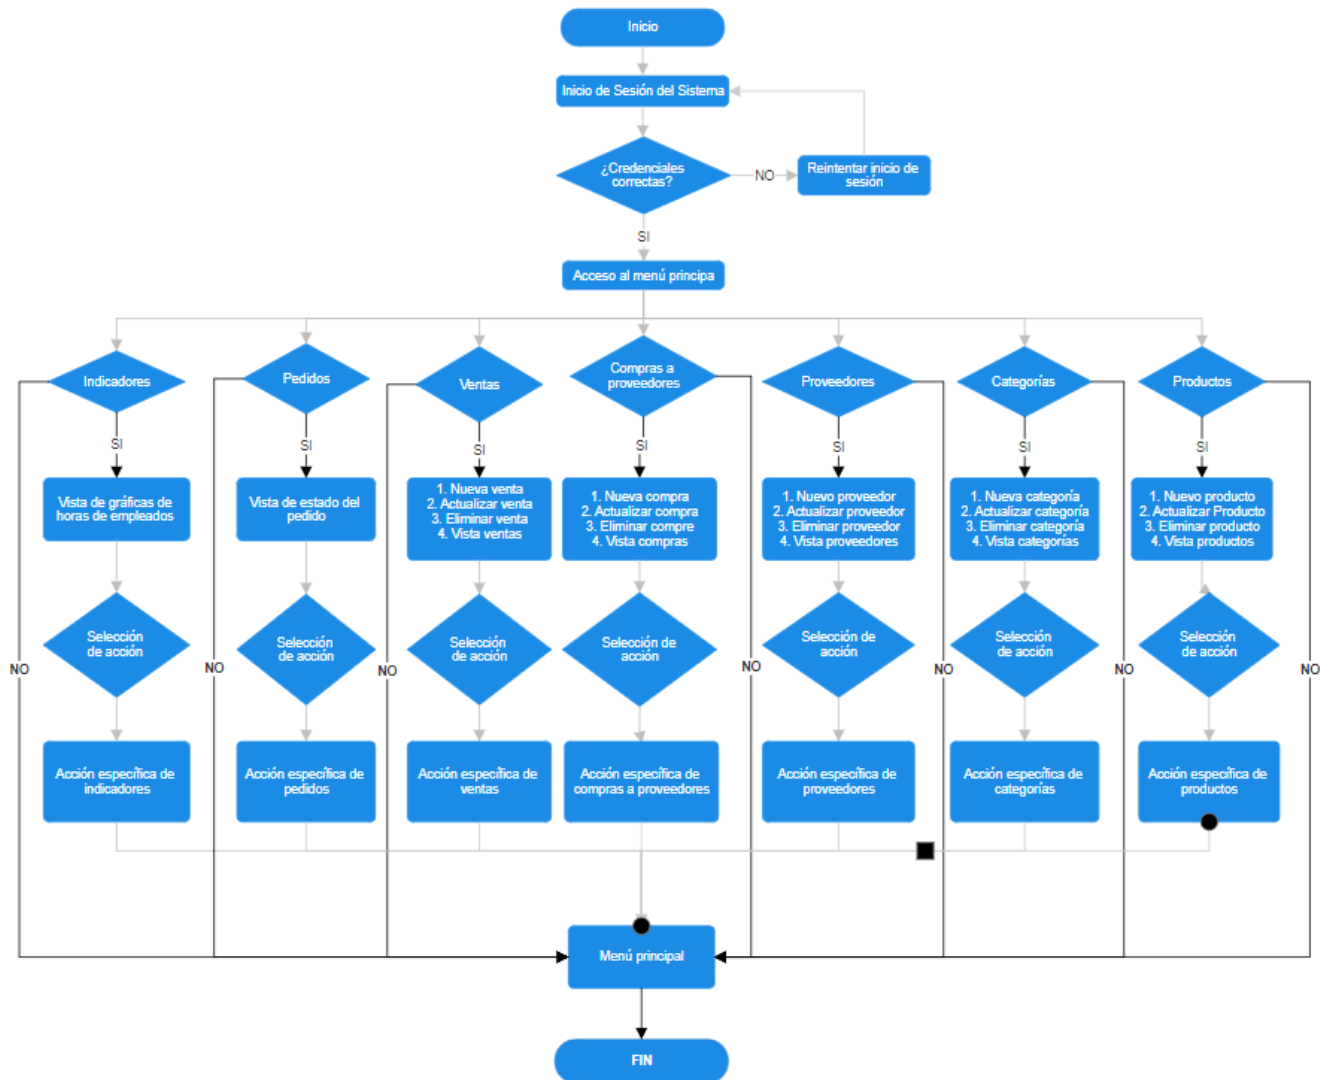 Inicio
Inicio de Sesión del Sistema
¿Credenciales
correctas?
NO
Reintentar inicio de
sesión
SI
Acceso al menú principa
Indicadores
Pedidos
Ventas
Compras a
proveedores
Proveedores
Categorías
Productos
SI
SI
SI
SI
SI
SI
SI
Vista de gráficas de
horas de empleados
Vista de estado del
pedido
1. Nueva venta
2. Actualizar venta
3. Eliminar venta
4. Vista ventas
1. Nueva compra
2. Actualizar compra
3. Eliminar compre
4. Vista compras
1. Nuevo proveedor
2. Actualizar proveedor
3. Eliminar proveedor
4. Vista proveedores
1. Nueva categoría
2. Actualizar categoría
3. Eliminar categoría
4. Vista categorías
1. Nuevo producto
2. Actualizar Producto
3. Eliminar producto
4. Vista productos
Selección
de acción
Selección
de acción
Selección
de acción
Selección de
acción
Selección de
acción
Selección
de acción
Selección
de acción
NO
NO
NO
NO
NO
NO
NO
Acción específica de
indicadores
Acción específica de
pedidos
Acción específica de
ventas
Acción específica de
compras a proveedores
Acción específica de
proveedores
Acción específica de
categorías
Acción específica de
productos
Menú principal
FIN